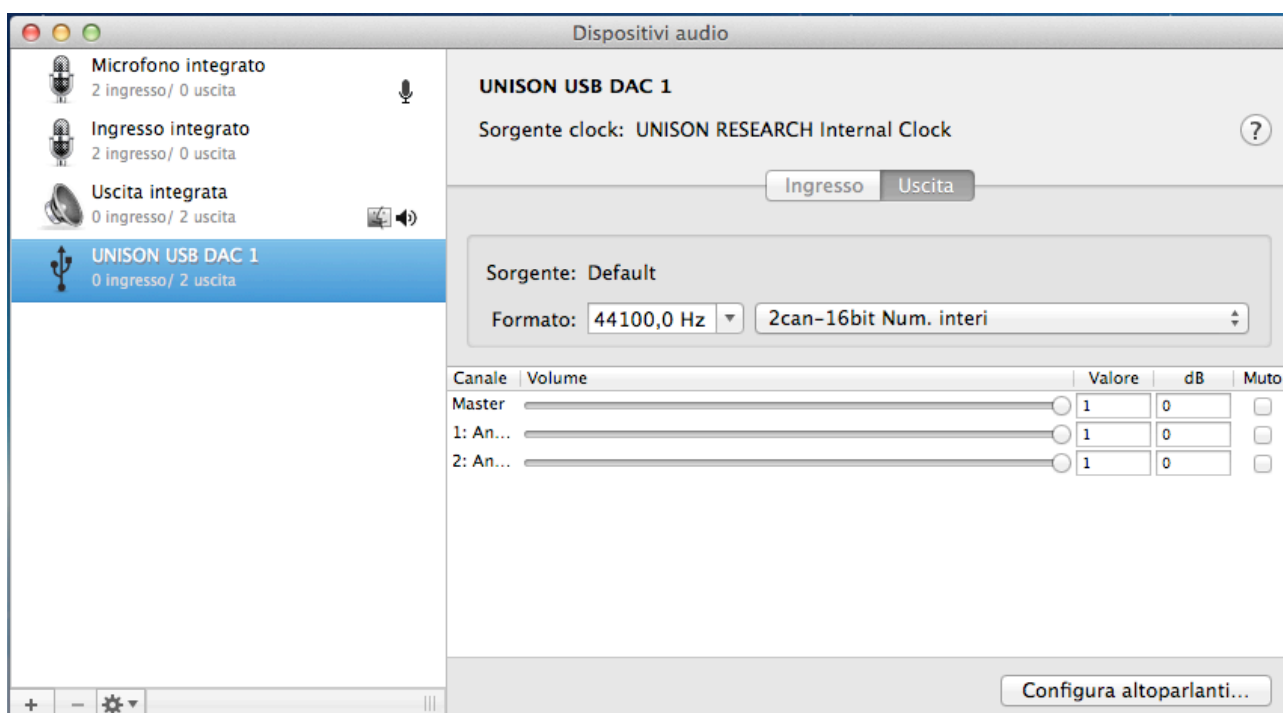 Dispositivi audio
Microfono integrato
2 ingresso/ 0 uscita
Ingresso integrato
2 ingresso/ 0 uscita
Uscita integrata
0 ingresso/ 2 uscita
UNISON USB DAC 1
0 ingresso/ 2 uscita
UNISON USB DAC 1
Sorgente clock: UNISON RESEARCH Internal Clock
?
Ingresso Uscita
Sorgente: Default
Formato: 44100,0 Hz 2can-16bit Num. interi
Canale Volume Valore dB Muto
Master 1 0
1: An... 1 0
2: An... 1 0
Configura altoparlanti...
+ −